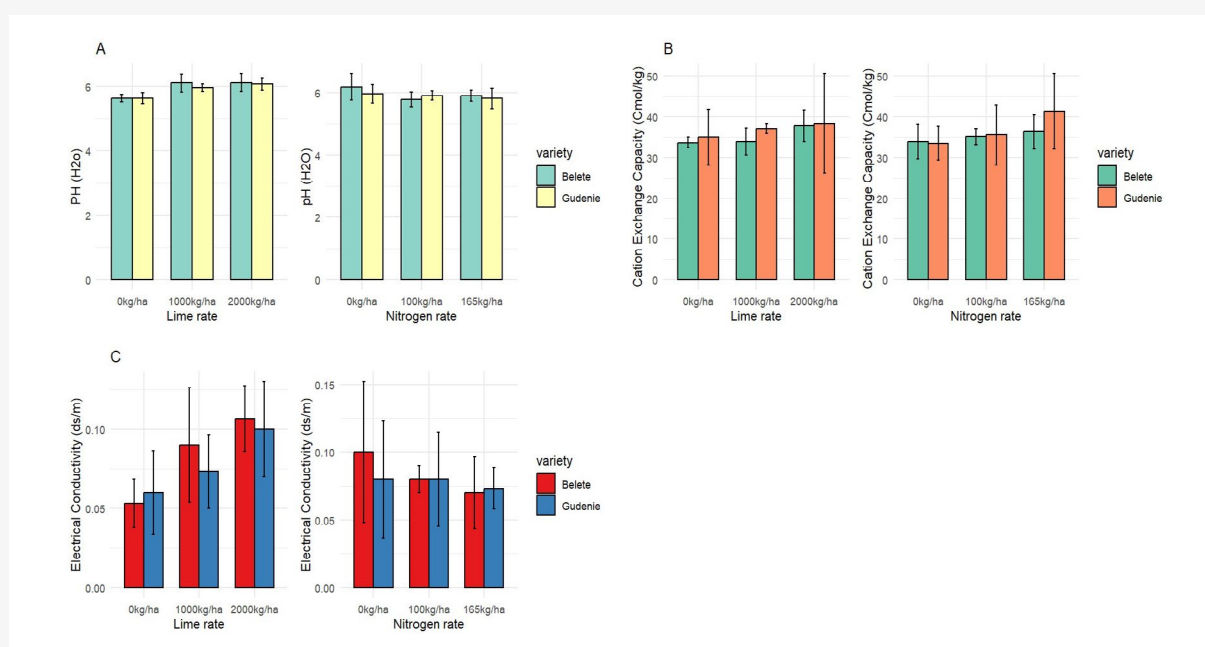 A
PH (H2o)
6
4
2
0
0kg/ha 1000kg/ha 2000kg/ha
Lime rate
pH (H2O)
6
4
2
0
0kg/ha 100kg/ha 165kg/ha
Nitrogen rate
variety
Belete
Gudenie
B
Cation Exchange Capacity (Cmol/kg)
50
40
30
20
10
0
0kg/ha 1000kg/ha 2000kg/ha
Lime rate
Cation Exchange Capacity (Cmol/kg)
50
40
30
20
10
0
0kg/ha 100kg/ha 165kg/ha
Nitrogen rate
variety
Belete
Gudenie
C
Electrical Conductivity (ds/m)
0.10
0.05
0.00
0kg/ha 1000kg/ha 2000kg/ha
Lime rate
Electrical Conductivity (ds/m)
0.15
0.10
0.05
0.00
0kg/ha 100kg/ha 165kg/ha
Nitrogen rate
variety
Belete
Gudenie